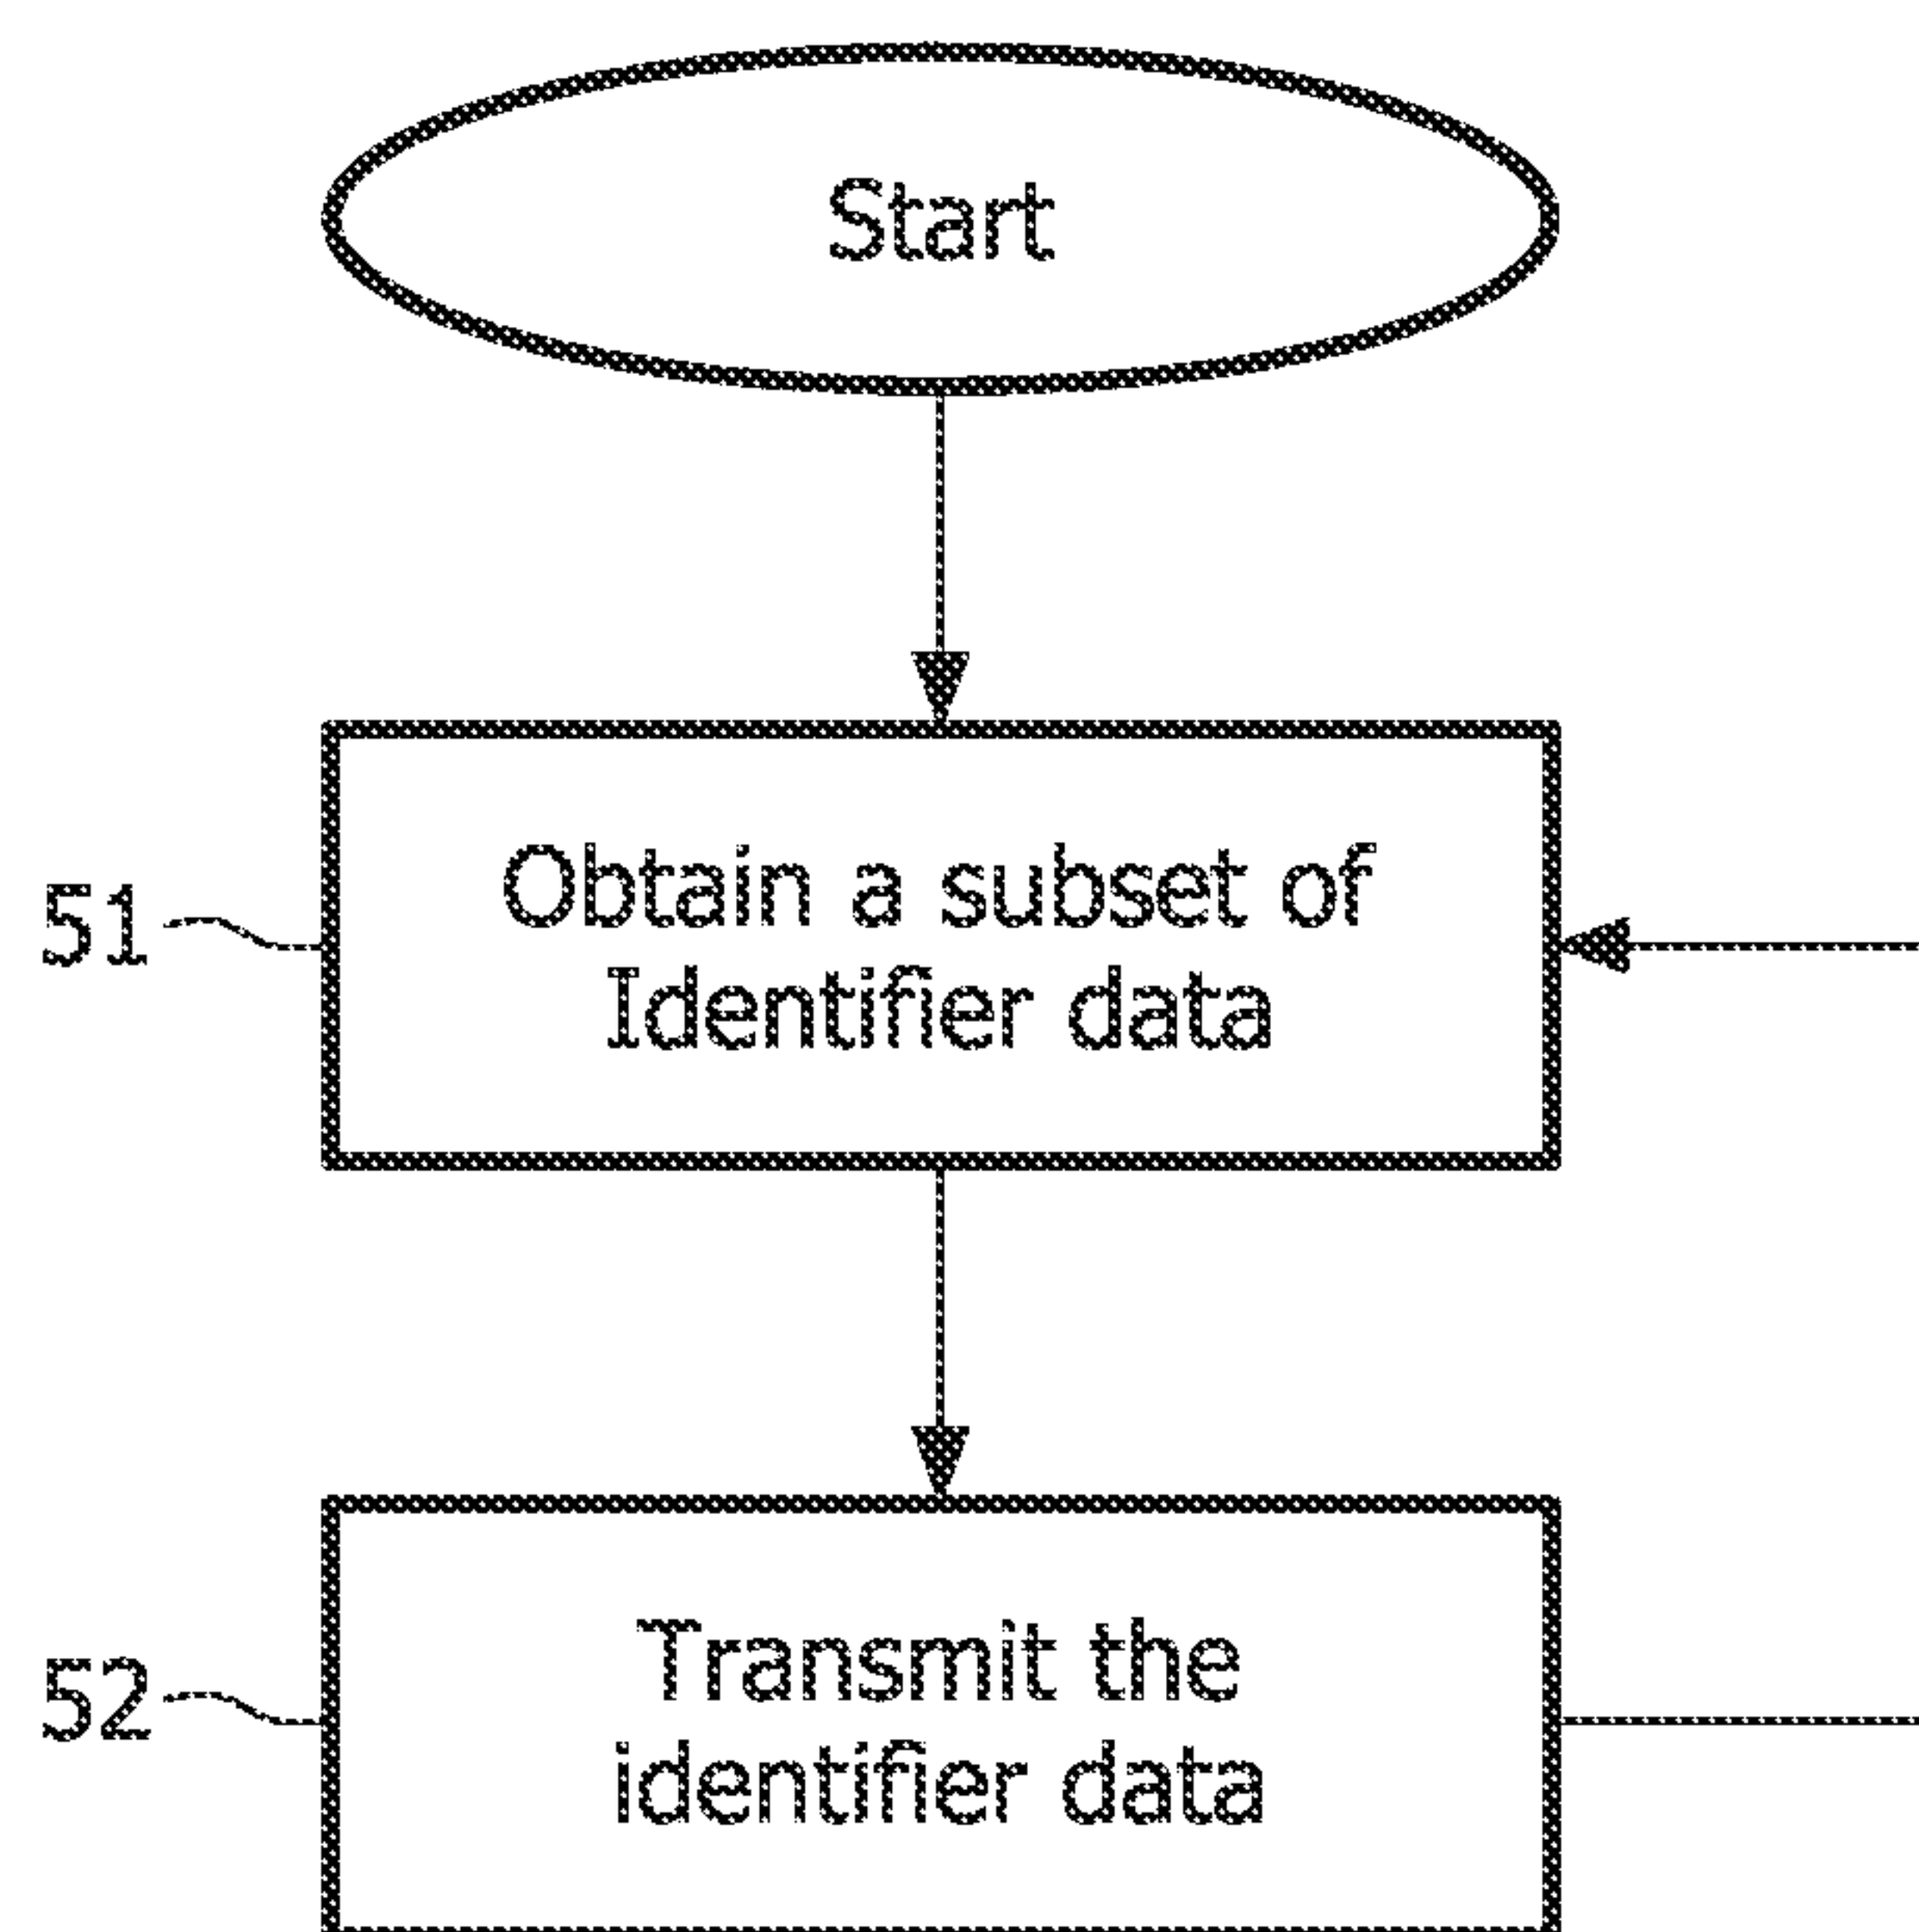 Start
51
Obtain a subset of
Identifier data
52
Transmit the
identifier data